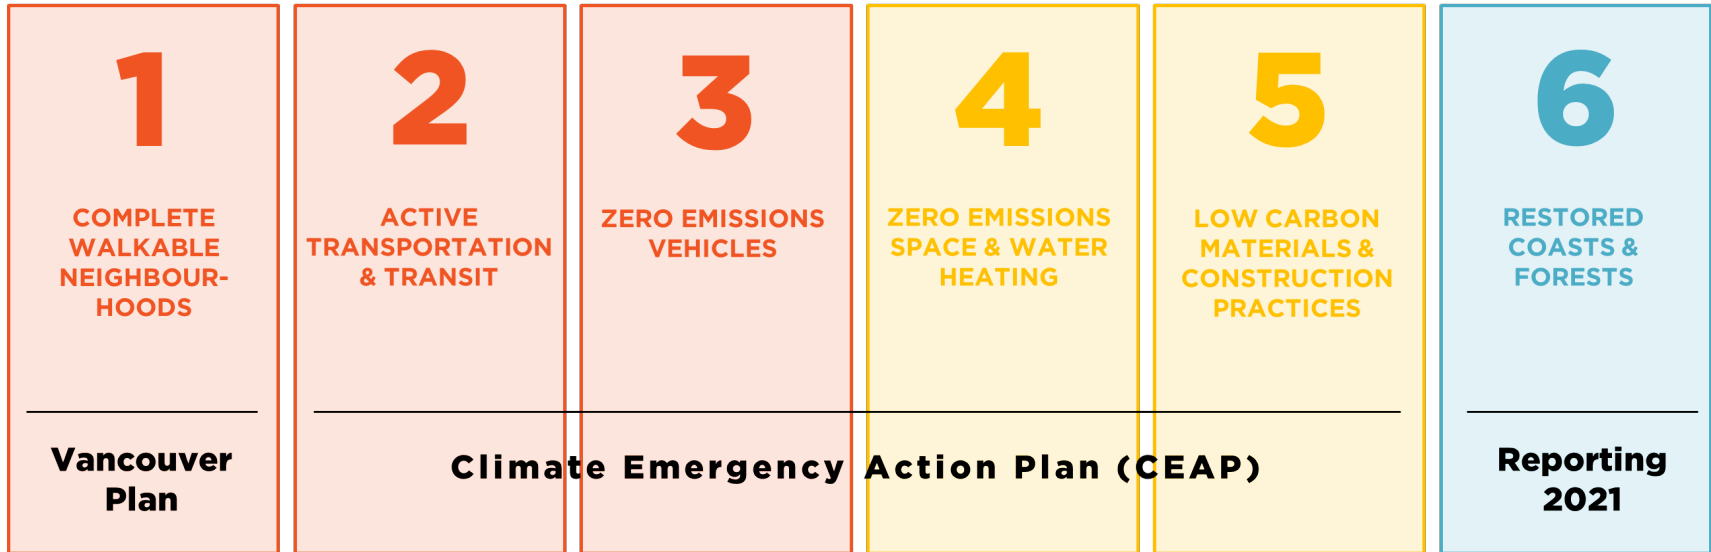 1
COMPLETE
WALKABLE
NEIGHBOUR-
HOODS
Vancouver
Plan
2
ACTIVE
TRANSPORTATION
& TRANSIT
3
ZERO EMISSIONS
VEHICLES
4
ZERO EMISSIONS
SPACE & WATER
HEATING
5
LOW CARBON
MATERIALS &
CONSTRUCTION
PRACTICES
Climate Emergency Action Plan (CEAP)
6
RESTORED
COASTS &
FORESTS
Reporting
2021